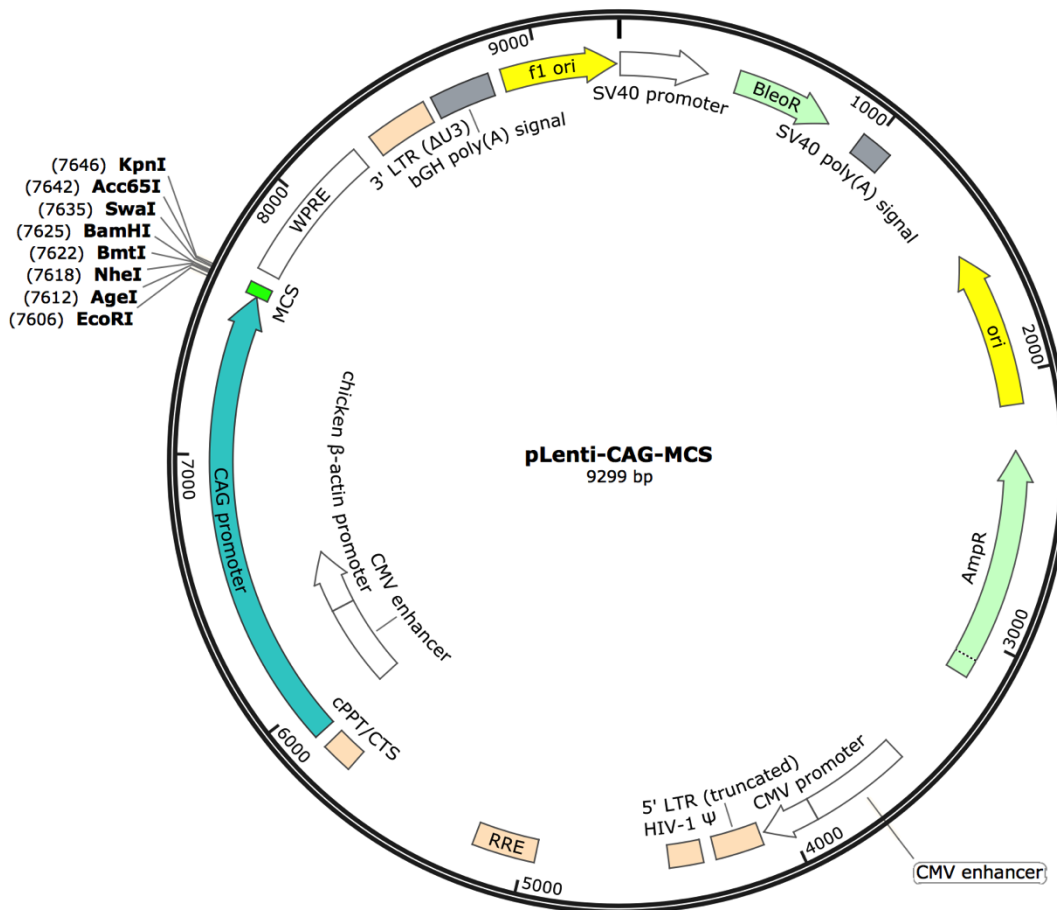 9000
f1 ori
SV40 promoter
BleoR
1000
SV40 poly(A) signal
3' LTR (ΔU3)
bGH poly(A) signal
WPRE
8000
(7646) KpnI
(7642) Acc65I
(7635) SwaI
(7625) BamHI
(7622) BmtI
(7618) NheI
(7612) AgeI
(7606) EcoRI
MCS
ori
2000
pLenti-CAG-MCS
9299 bp
7000
CAG promoter
chicken β-actin promoter
CMV enhancer
AmpR
3000
cPPT/CTS
6000
5' LTR (truncated)
HIV-1 Ψ
CMV promoter
4000
RRE
5000
CMV enhancer